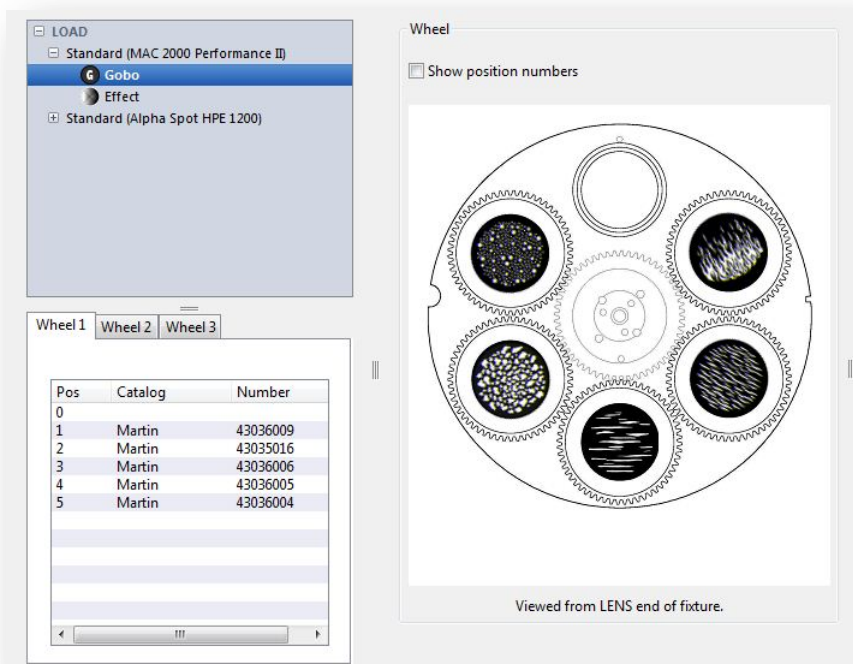 LOAD
Standard (MAC 2000 Performance II)
G Gobo
Effect
Standard (Alpha Spot HPE 1200)
Wheel 1 Wheel 2 Wheel 3
Pos Catalog Number
0
1 Martin 43036009
2 Martin 43035016
3 Martin 43036006
4 Martin 43036005
5 Martin 43036004
Wheel
Show position numbers
Viewed from LENS end of fixture.